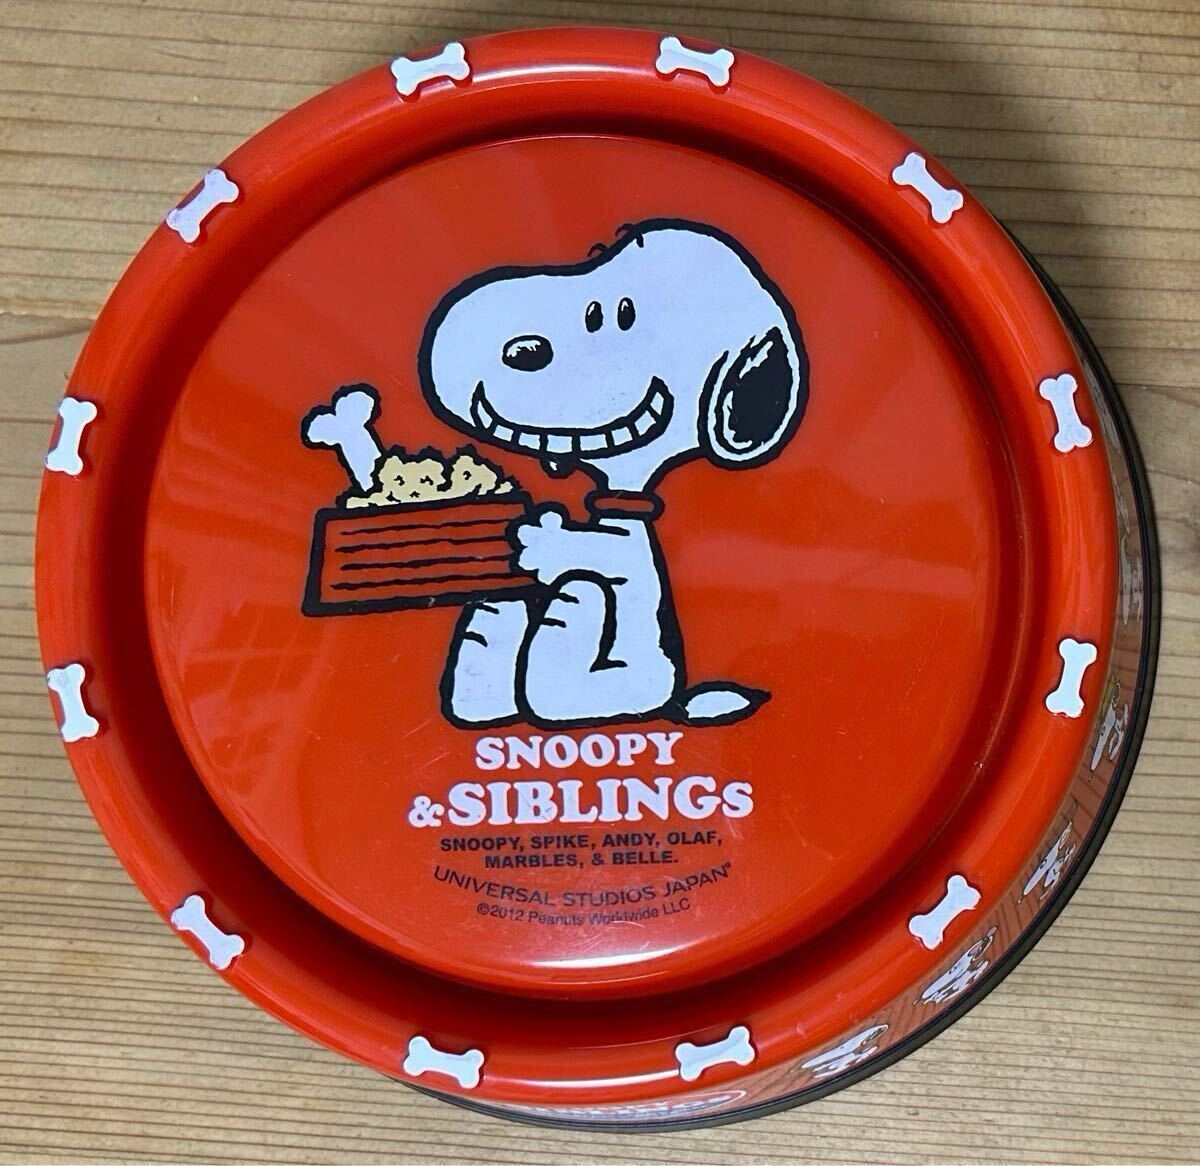 SNOOPY
&SIBLINGS
SNOOPY, SPIKE, ANDY, OLAF,
MARBLES, & BELLE.
UNIVERSAL STUDIOS JAPAN®
©2012 Peanuts Worldwide LLC